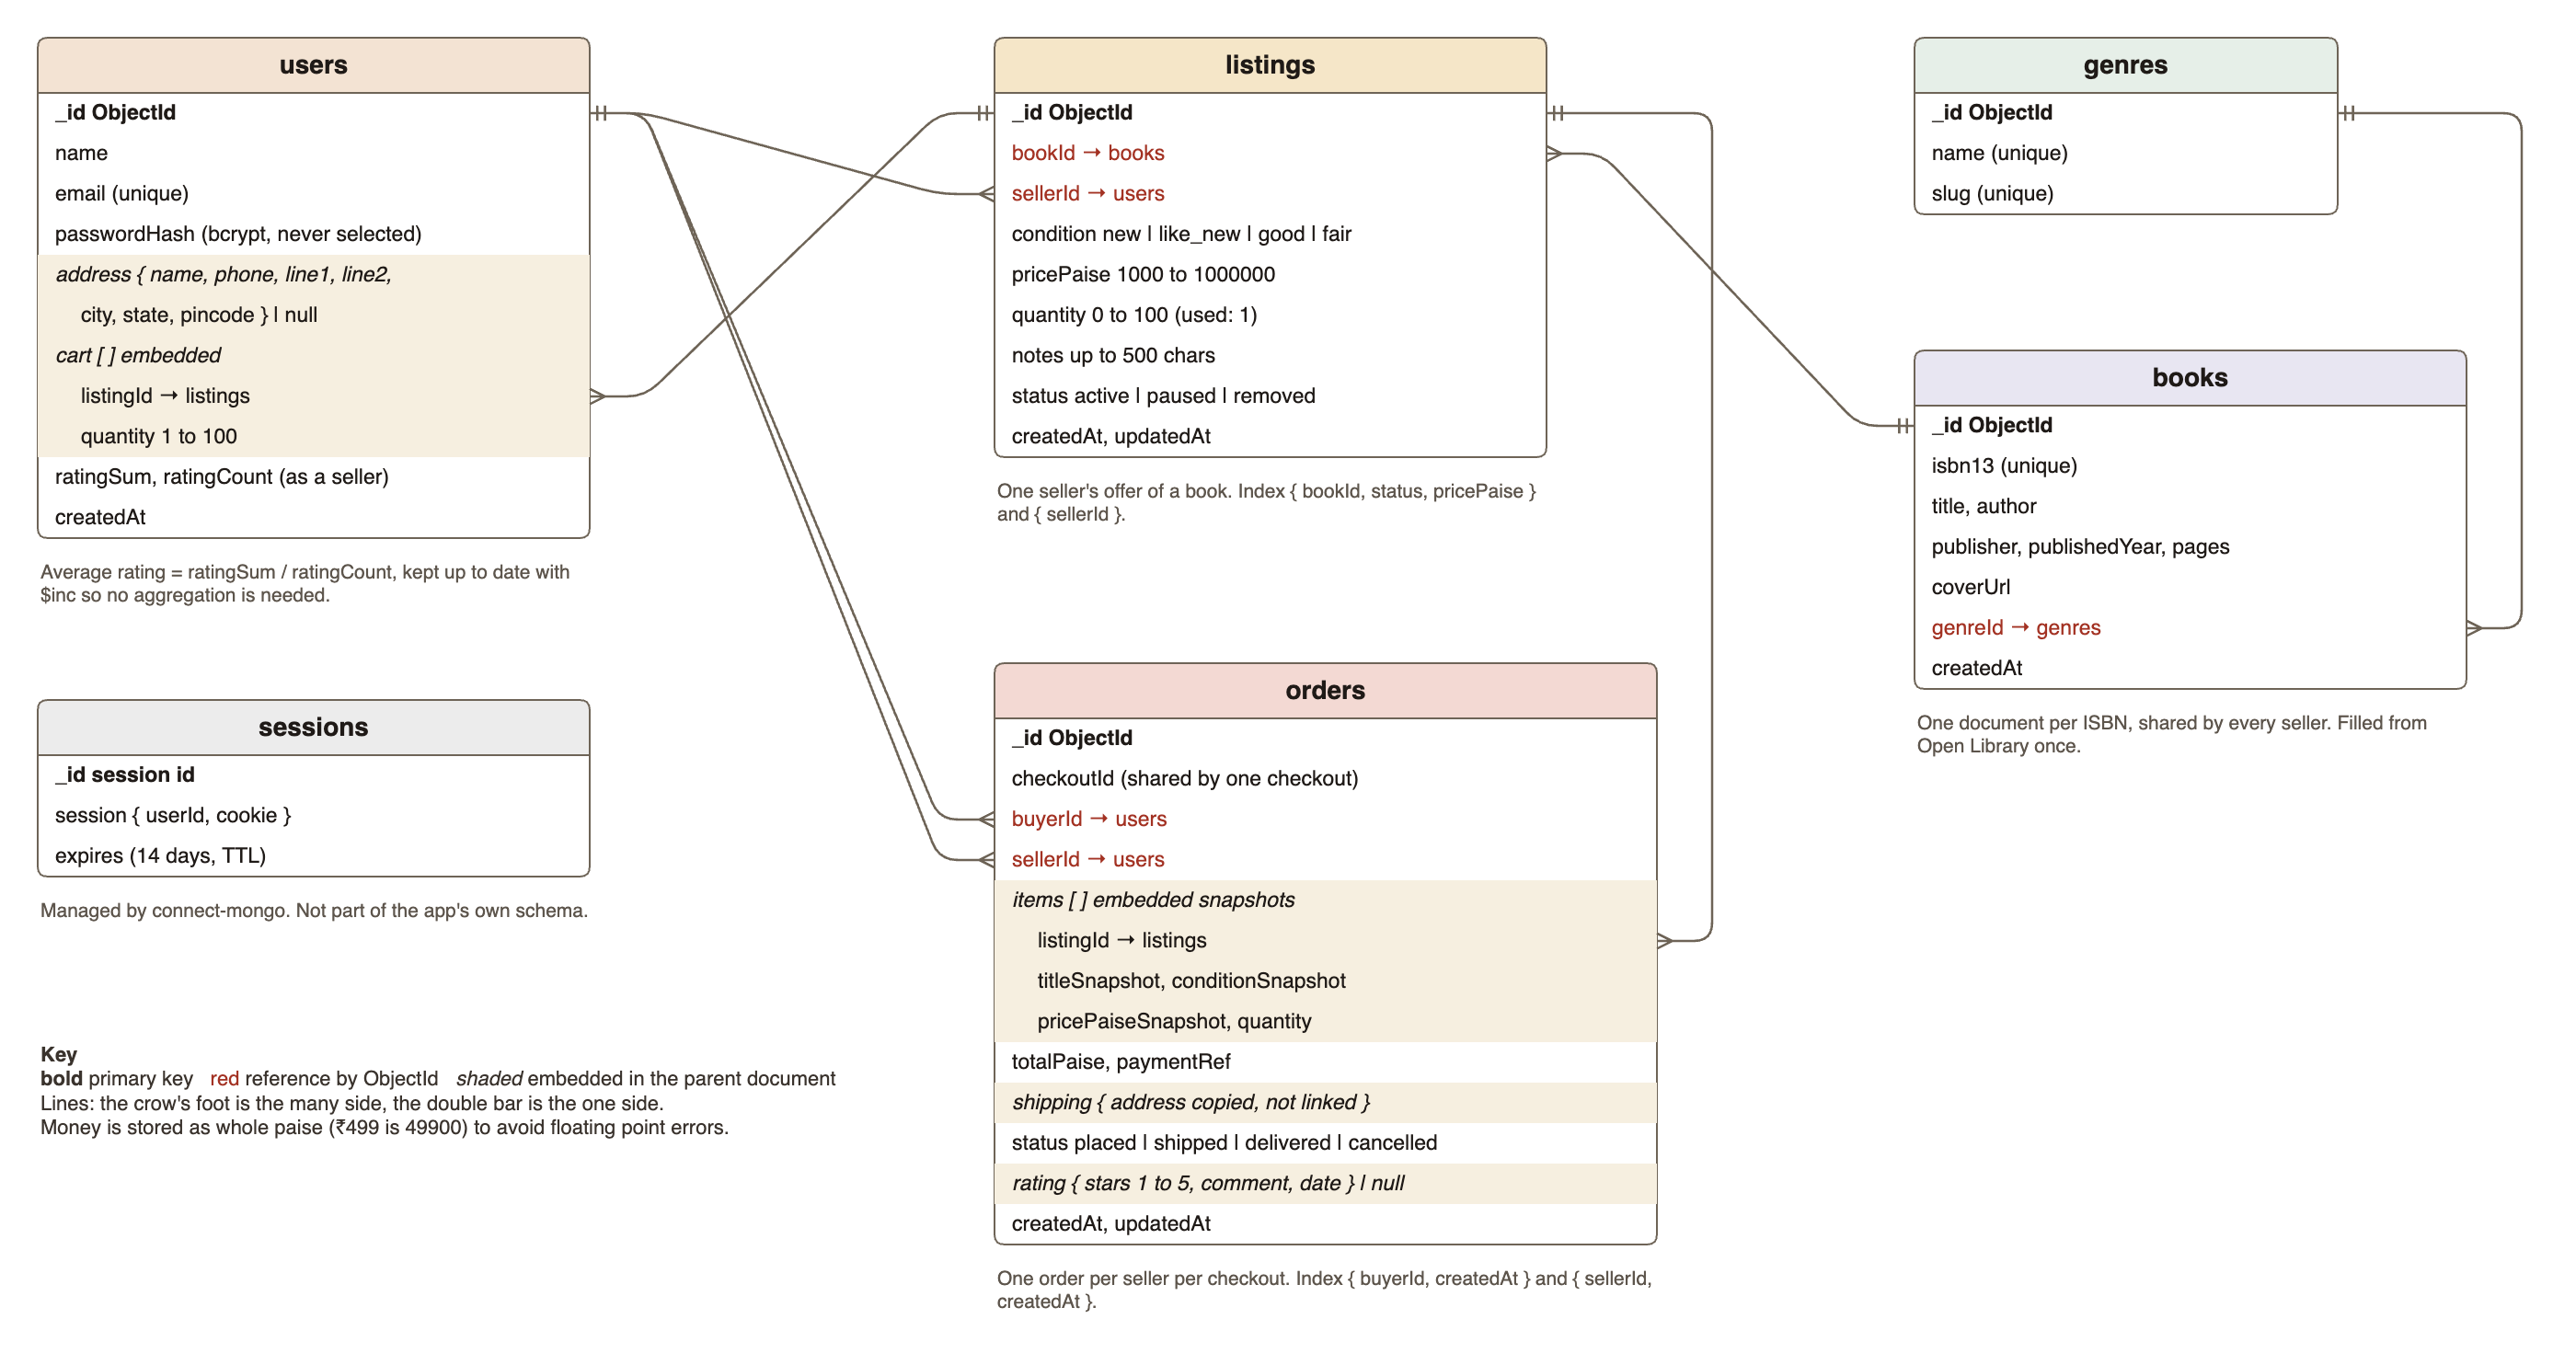 users
_id ObjectId
name
email (unique)
passwordHash (bcrypt, never selected)
address { name, phone, line1, line2,
city, state, pincode } | null
cart [ ] embedded
listingId → listings
quantity 1 to 100
ratingSum, ratingCount (as a seller)
createdAt
Average rating = ratingSum / ratingCount, kept up to date with
$inc so no aggregation is needed.
sessions
_id session id
session { userId, cookie }
expires (14 days, TTL)
Managed by connect-mongo. Not part of the app's own schema.
Key
bold primary key red reference by ObjectId shaded embedded in the parent document
Lines: the crow's foot is the many side, the double bar is the one side.
Money is stored as whole paise (₹499 is 49900) to avoid floating point errors.
listings
_id ObjectId
bookId → books
sellerId → users
condition new | like_new | good | fair
pricePaise 1000 to 1000000
quantity 0 to 100 (used: 1)
notes up to 500 chars
status active | paused | removed
createdAt, updatedAt
One seller's offer of a book. Index { bookId, status, pricePaise }
and { sellerId }.
orders
_id ObjectId
checkoutId (shared by one checkout)
buyerId → users
sellerId → users
items [ ] embedded snapshots
listingId → listings
titleSnapshot, conditionSnapshot
pricePaiseSnapshot, quantity
totalPaise, paymentRef
shipping { address copied, not linked }
status placed | shipped | delivered | cancelled
rating { stars 1 to 5, comment, date } | null
createdAt, updatedAt
One order per seller per checkout. Index { buyerId, createdAt } and { sellerId,
createdAt }.
genres
_id ObjectId
name (unique)
slug (unique)
books
_id ObjectId
isbn13 (unique)
title, author
publisher, publishedYear, pages
coverUrl
genreId → genres
createdAt
One document per ISBN, shared by every seller. Filled from
Open Library once.